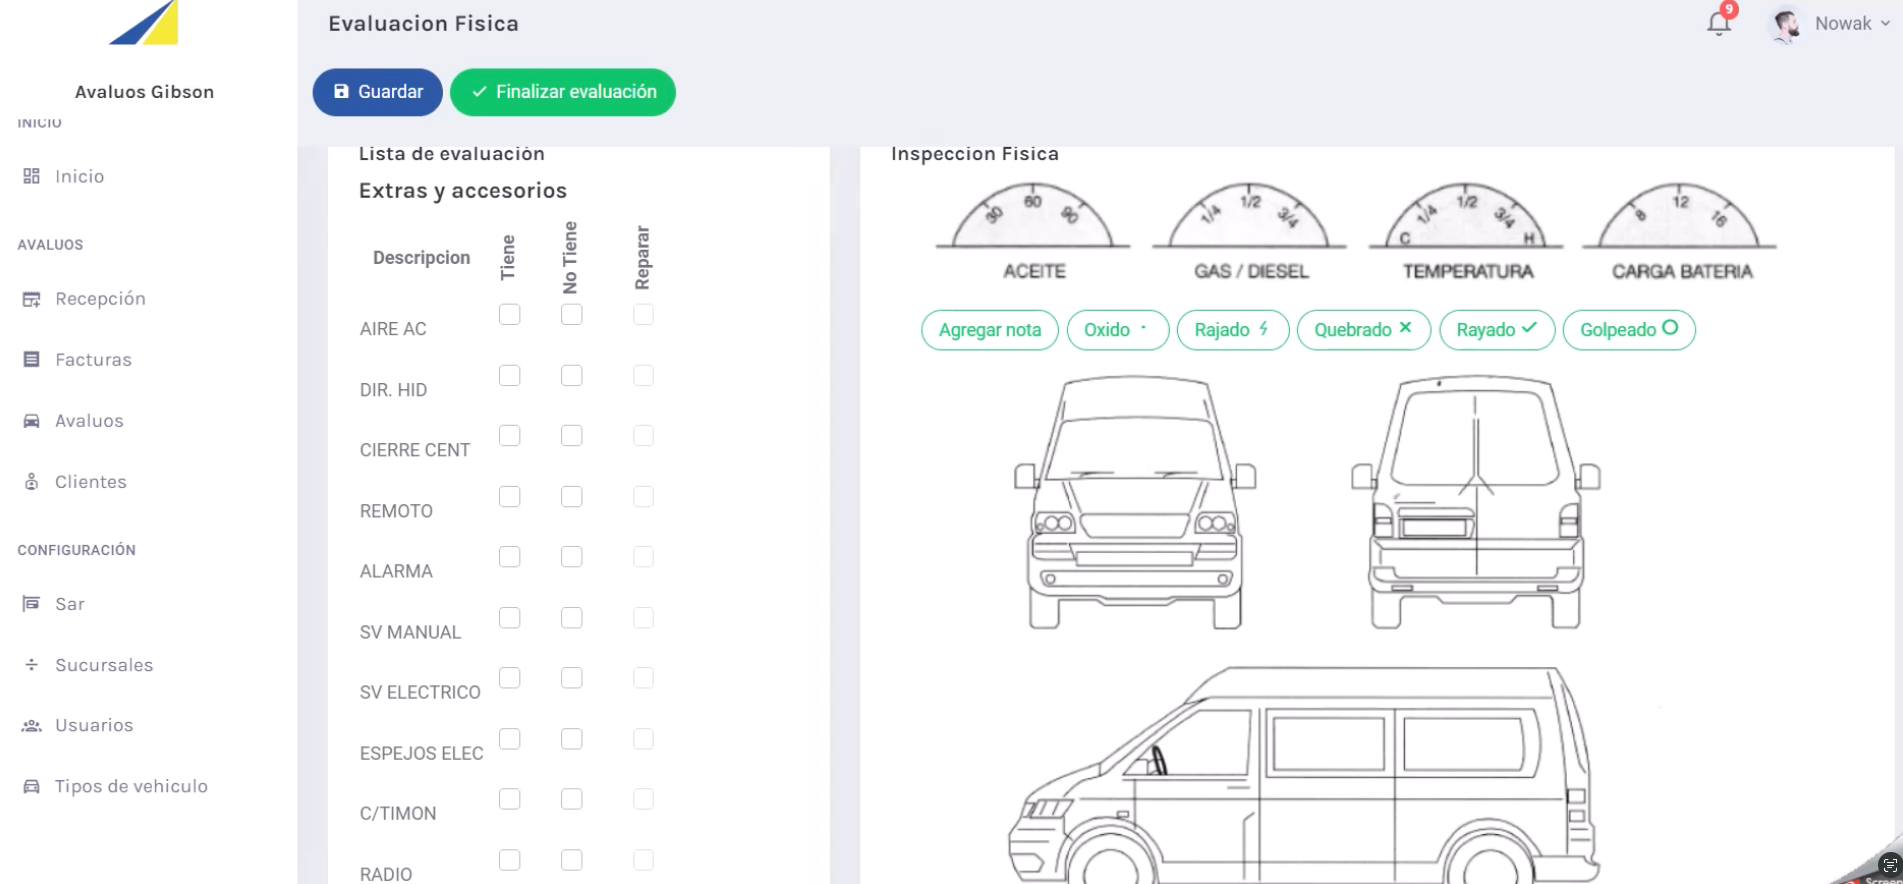 Evaluacion Fisica
9
Nowak
Avaluos Gibson
Guardar
Finalizar evaluación
INICIO
Inicio
AVALUOS
Recepción
Facturas
Avaluos
Clientes
CONFIGURACIÓN
Sar
Sucursales
Usuarios
Tipos de vehiculo
Lista de evaluación
Extras y accesorios
Descripcion Tiene No Tiene Reparar
AIRE AC
DIR. HID
CIERRE CENT
REMOTO
ALARMA
SV MANUAL
SV ELECTRICO
ESPEJOS ELEC
C/TIMON
RADIO
Inspeccion Fisica
30 60 90
ACEITE
1/4 1/2 3/4
GAS / DIESEL
C 1/4 1/2 3/4 H
TEMPERATURA
8 12 16
CARGA BATERIA
Agregar nota Oxido Rajado Quebrado Rayado Golpeado